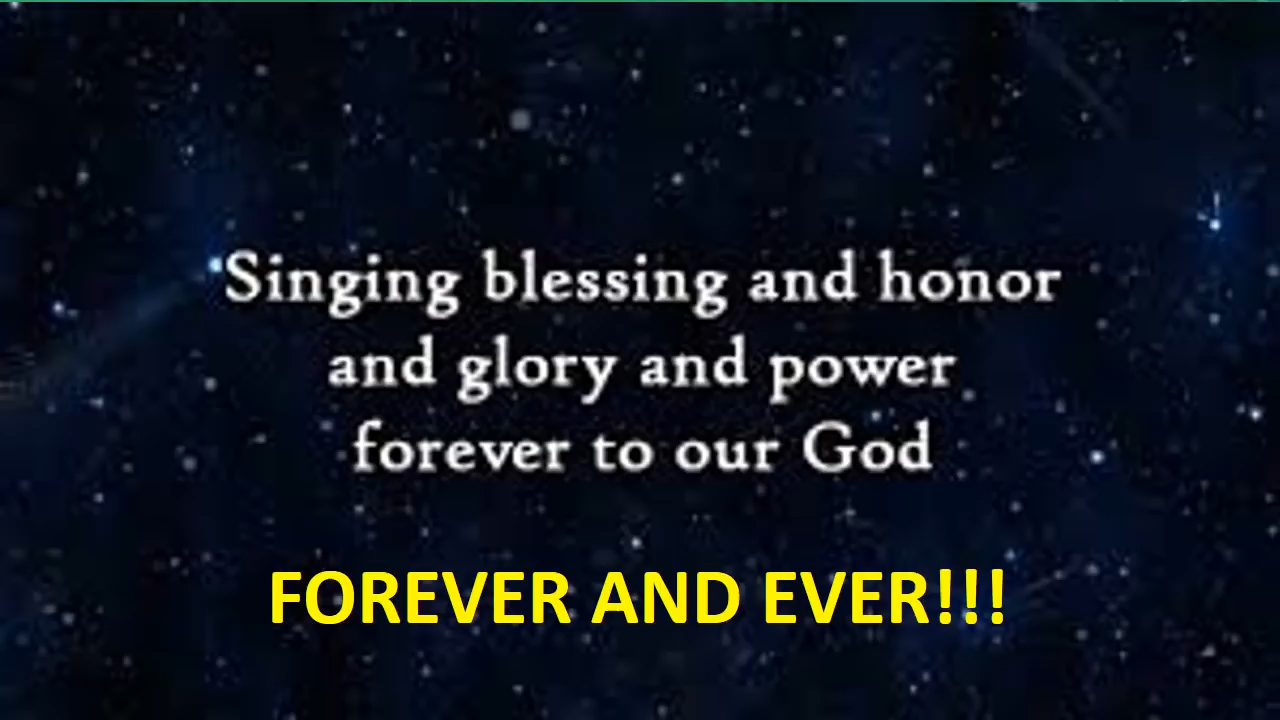 Singing blessing and honor
and glory and power
forever to our God
FOREVER AND EVER!!!